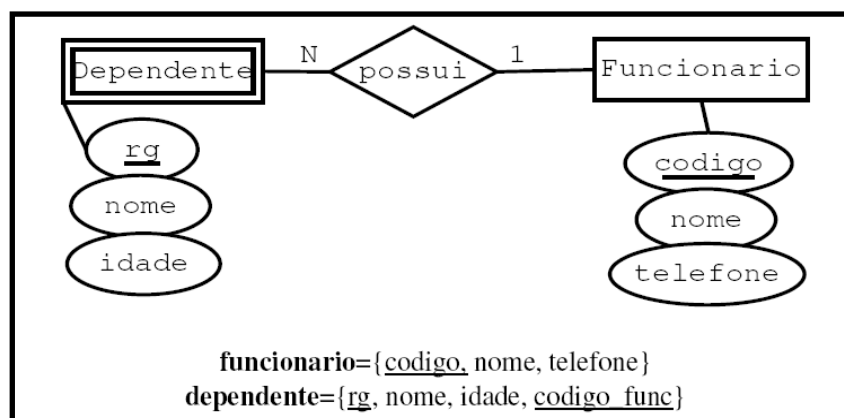 Dependente N possui 1 Funcionario
rg
nome
idade
codigo
nome
telefone
funcionario={codigo, nome, telefone}
dependente={rg, nome, idade, codigo_func}